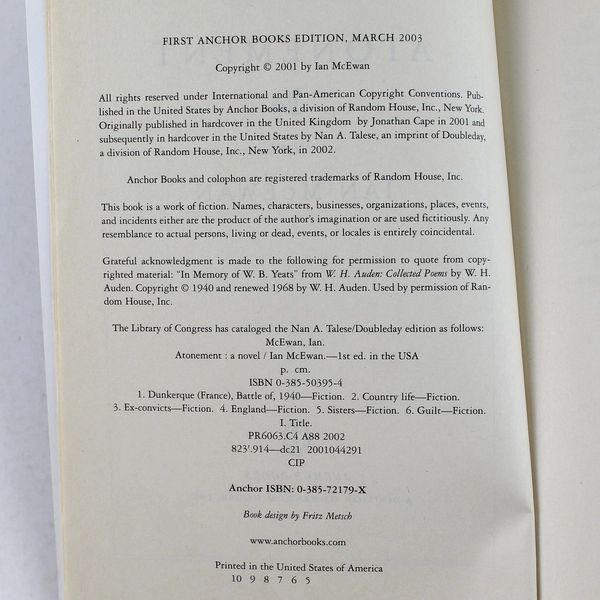 FIRST ANCHOR BOOKS EDITION, MARCH 2003
Copyright © 2001 by Ian McEwan
All rights reserved under International and Pan-American Copyright Conventions. Pub-
lished in the United States by Anchor Books, a division of Random House, Inc., New York.
Originally published in hardcover in the United Kingdom by Jonathan Cape in 2001 and
subsequently in hardcover in the United States by Nan A. Talese, an imprint of Doubleday,
a division of Random House, Inc., New York, in 2002.
Anchor Books and colophon are registered trademarks of Random House, Inc.
This book is a work of fiction. Names, characters, businesses, organizations, places, events,
and incidents either are the product of the author's imagination or are used fictitiously. Any
resemblance to actual persons, living or dead, events, or locales is entirely coincidental.
Grateful acknowledgment is made to the following for permission to quote from copy-
righted material: "In Memory of W. B. Yeats" from W. H. Auden: Collected Poems by W. H.
Auden. Copyright © 1940 and renewed 1968 by W. H. Auden. Used by permission of Ran-
dom House, Inc.
The Library of Congress has cataloged the Nan A. Talese/Doubleday edition as follows:
McEwan, Ian.
Atonement : a novel / Ian McEwan.—1st ed. in the USA
p. cm.
ISBN 0-385-50395-4
1. Dunkerque (France), Battle of, 1940—Fiction. 2. Country life—Fiction.
3. Ex-convicts—Fiction. 4. England—Fiction. 5. Sisters—Fiction. 6. Guilt—Fiction.
I. Title.
PR6063.C4 A88 2002
823'.914—dc21 2001044291
CIP
Anchor ISBN: 0-385-72179-X
Book design by Fritz Metsch
www.anchorbooks.com
Printed in the United States of America
10 9 8 7 6 5